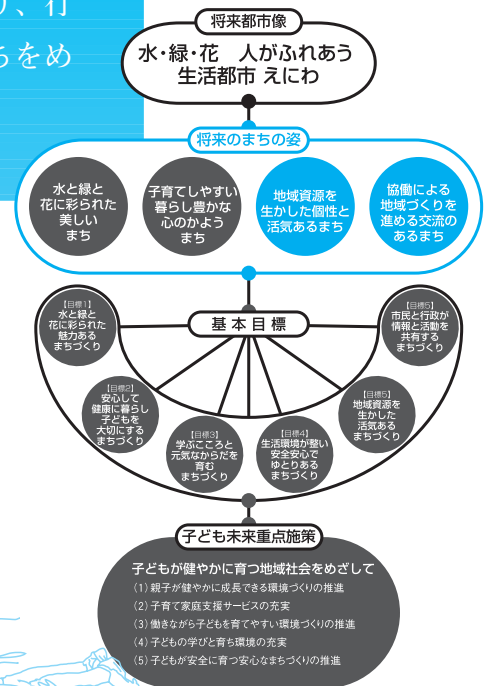 り、行
ちをめ
将来都市像
水・緑・花　人がふれあう
生活都市 えにわ
将来のまちの姿
水と緑と
花に彩られた
美しい
まち
子育てしやすい
暮らし豊かな
心のかよう
まち
地域資源を
生かした個性と
活気あるまち
協働による
地域づくりを
進める交流の
あるまち
基本目標
【目標1】
水と緑と
花に彩られた
魅力ある
まちづくり
【目標2】
安心して
健康に暮らし
子どもを
大切にする
まちづくり
【目標3】
学ぶこころと
元気なからだを
育む
まちづくり
【目標4】
生活環境が整い
安全安心で
ゆとりある
まちづくり
【目標5】
地域資源を
生かした
活気ある
まちづくり
【目標5】
市民と行政が
情報と活動を
共有する
まちづくり
子ども未来重点施策
子どもが健やかに育つ地域社会をめざして
（1）親子が健やかに成長できる環境づくりの推進
（2）子育て家庭支援サービスの充実
（3）働きながら子どもを育てやすい環境づくりの推進
（4）子どもの学びと育ち環境の充実
（5）子どもが安全に育つ安心なまちづくりの推進